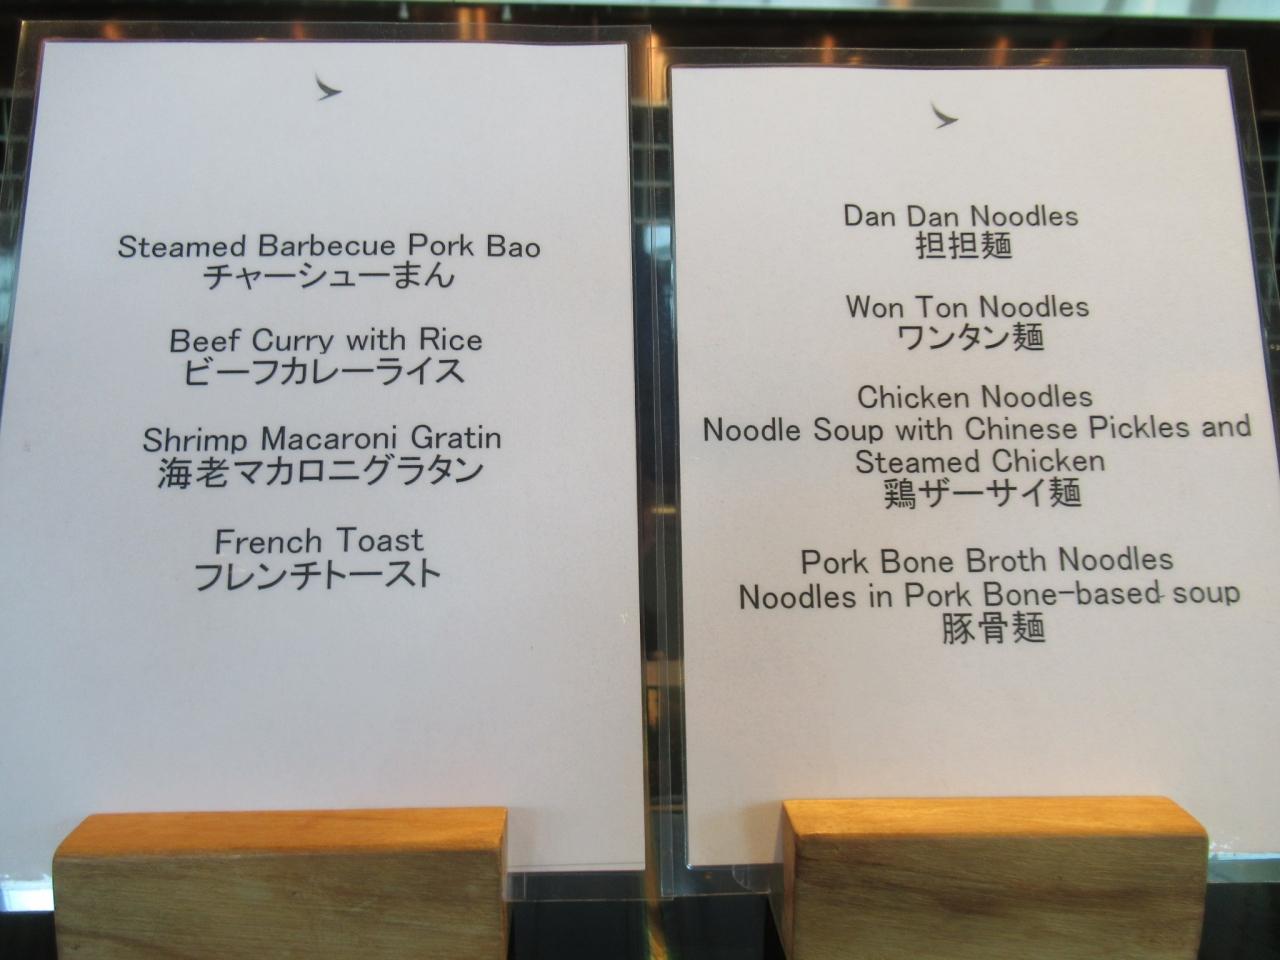 Steamed Barbecue Pork Bao
チャーシューまん
Beef Curry with Rice
ビーフカレーライス
Shrimp Macaroni Gratin
海老マカロニグラタン
French Toast
フレンチトースト
Dan Dan Noodles
担担麺
Won Ton Noodles
ワンタン麺
Chicken Noodles
Noodle Soup with Chinese Pickles and
Steamed Chicken
鶏ザーサイ麺
Pork Bone Broth Noodles
Noodles in Pork Bone-based soup
豚骨麺